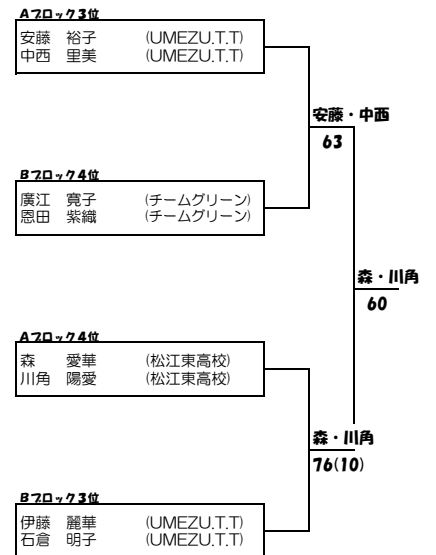 Aブロック3位
安藤 裕子 (UMEZU.T.T)
中西 里美 (UMEZU.T.T)
安藤・中西
63
Bブロック4位
廣江 寛子 (チームグリーン)
恩田 紫織 (チームグリーン)
森・川角
60
Aブロック4位
森 愛華 (松江東高校)
川角 陽愛 (松江東高校)
森・川角
76(10)
Bブロック3位
伊藤 麗華 (UMEZU.T.T)
石倉 明子 (UMEZU.T.T)